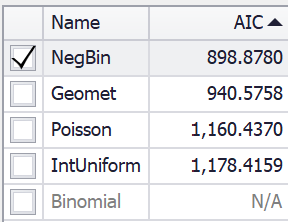 Name AIC
NegBin 898.8780
Geomet 940.5758
Poisson 1,160.4370
IntUniform 1,178.4159
Binomial N/A